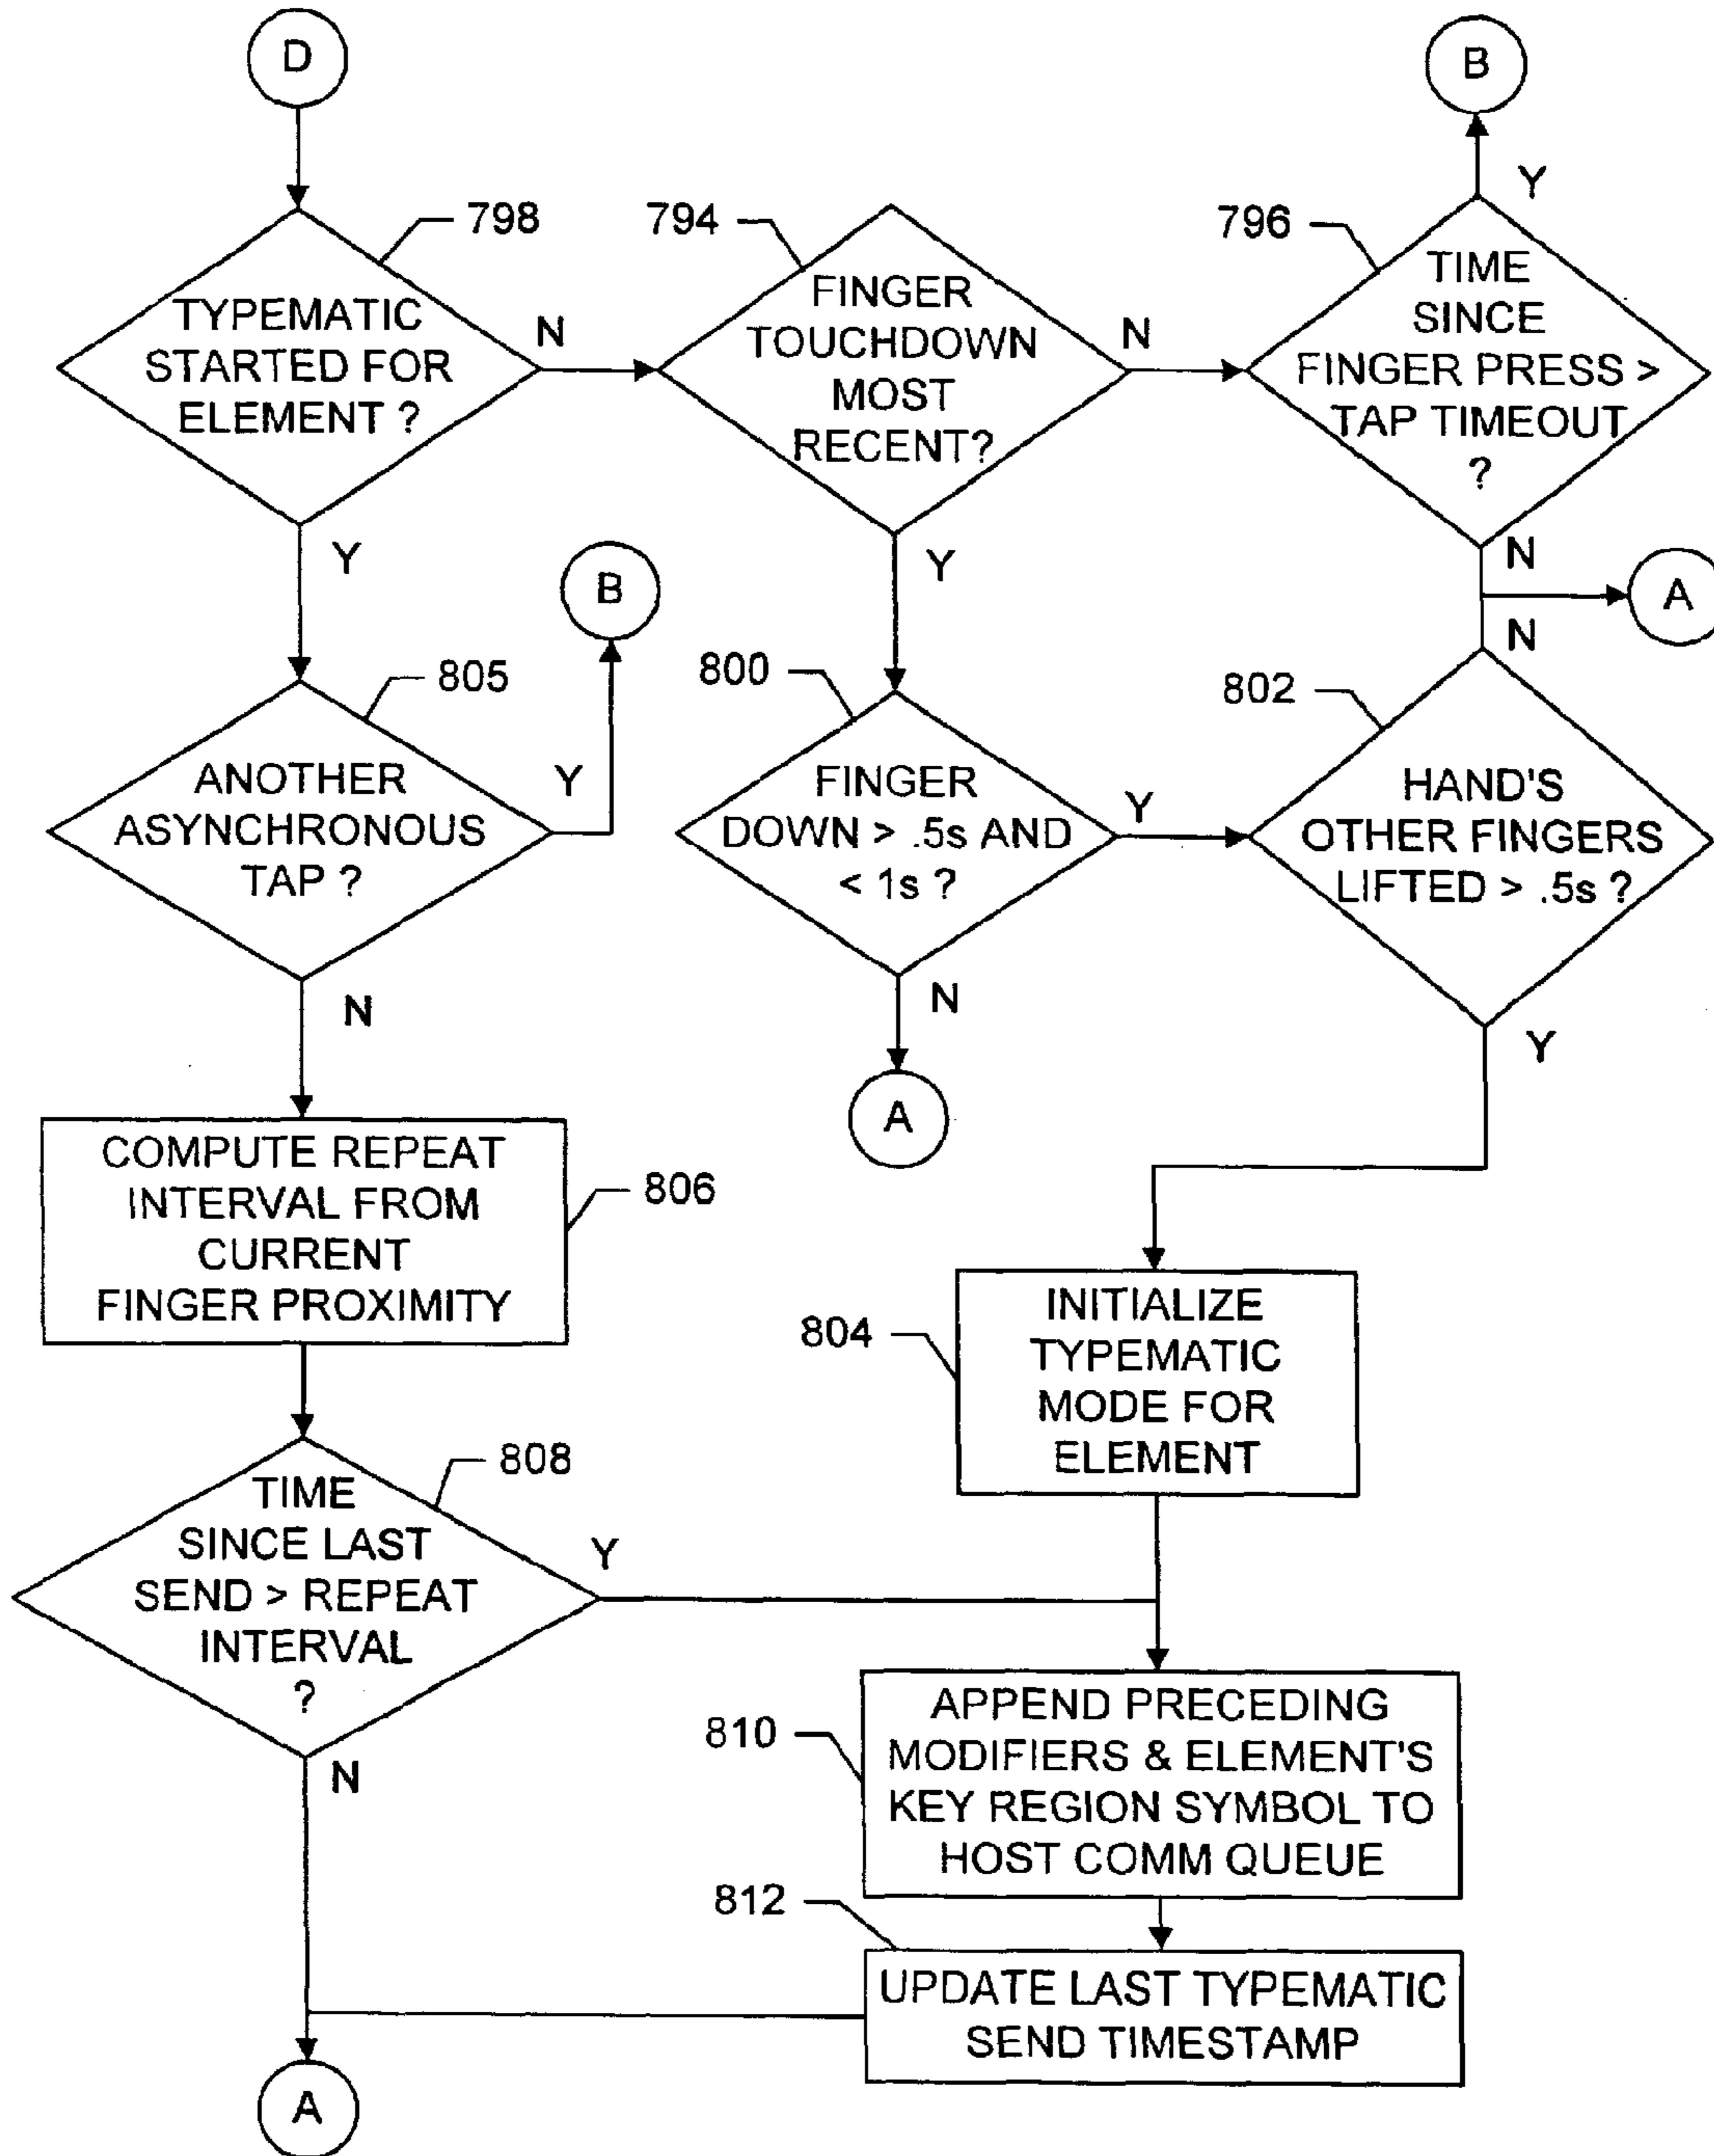 D
B
798
TYPEMATIC
STARTED FOR
ELEMENT ?
N
Y
794
FINGER
TOUCHDOWN
MOST
RECENT?
N
Y
796
TIME
SINCE
FINGER PRESS >
TAP TIMEOUT
?
Y
N
A
B
805
ANOTHER
ASYNCHRONOUS
TAP ?
Y
N
800
FINGER
DOWN > .5s AND
< 1s ?
Y
N
A
802
N
HAND'S
OTHER FINGERS
LIFTED > .5s ?
Y
COMPUTE REPEAT
INTERVAL FROM
CURRENT
FINGER PROXIMITY
806
804
INITIALIZE
TYPEMATIC
MODE FOR
ELEMENT
808
TIME
SINCE LAST
SEND > REPEAT
INTERVAL
?
Y
N
810
APPEND PRECEDING
MODIFIERS & ELEMENT'S
KEY REGION SYMBOL TO
HOST COMM QUEUE
812
UPDATE LAST TYPEMATIC
SEND TIMESTAMP
A